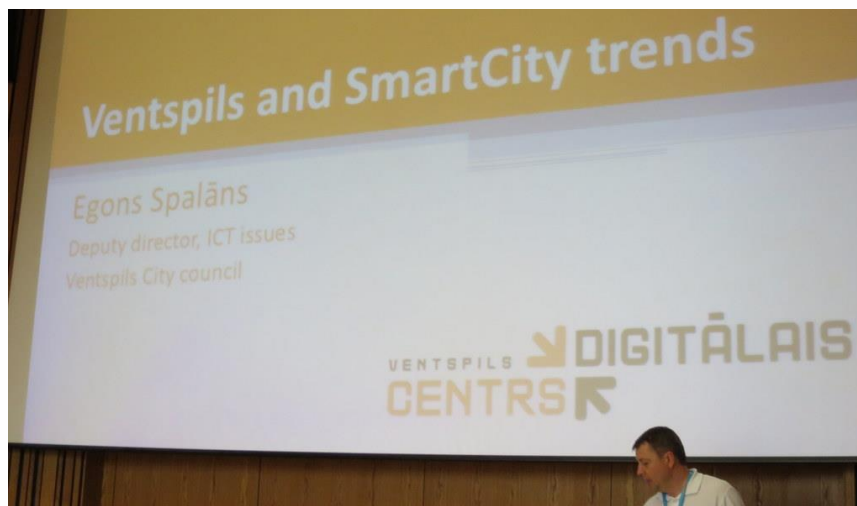 Ventspils and SmartCity trends
Egons Spalāns
Deputy director, ICT issues
Ventspils City council
VENTSPILS DIGITĀLAIS
CENTRS